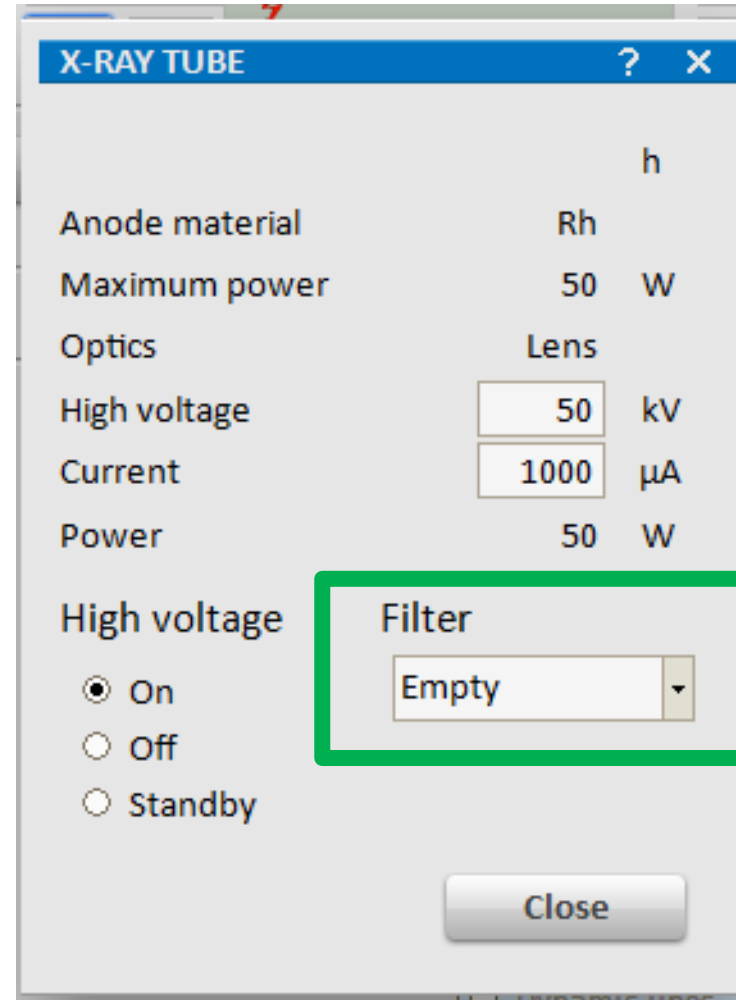 X-RAY TUBE ? X
h
Anode material Rh
Maximum power 50 W
Optics Lens
High voltage 50 kV
Current 1000 µA
Power 50 W
High voltage Filter
Empty
On
Off
Standby
Close